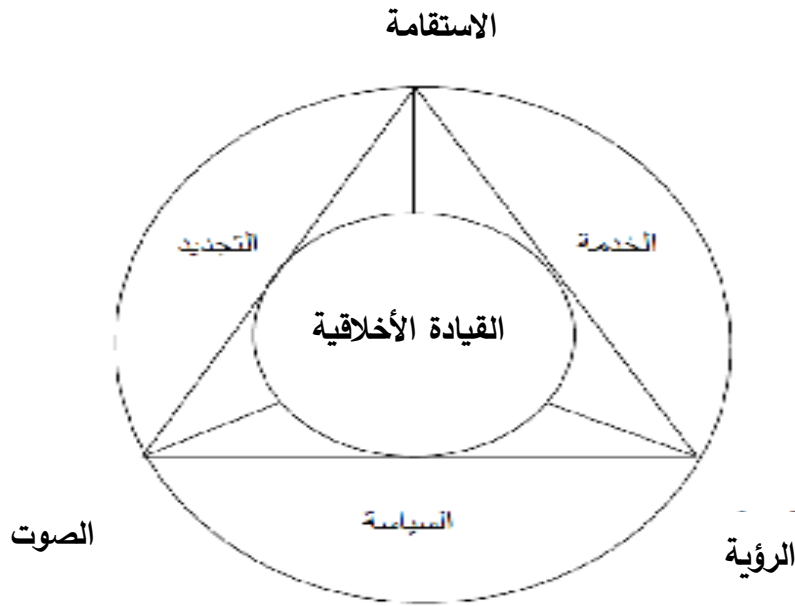 الاستقامة
الخدمة
التجديد
القيادة الأخلاقية
السياسة
الرؤية
الصوت